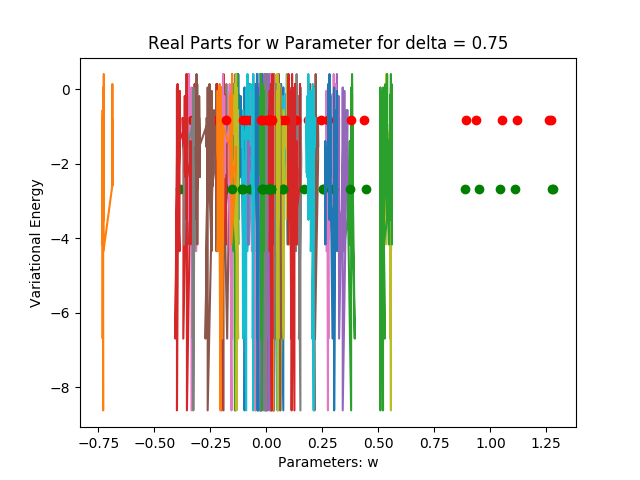 Real Parts for w Parameter for delta = 0.75
Variational Energy
0
−2
−4
−6
−8
−0.75 −0.50 −0.25 0.00 0.25 0.50 0.75 1.00 1.25
Parameters: w